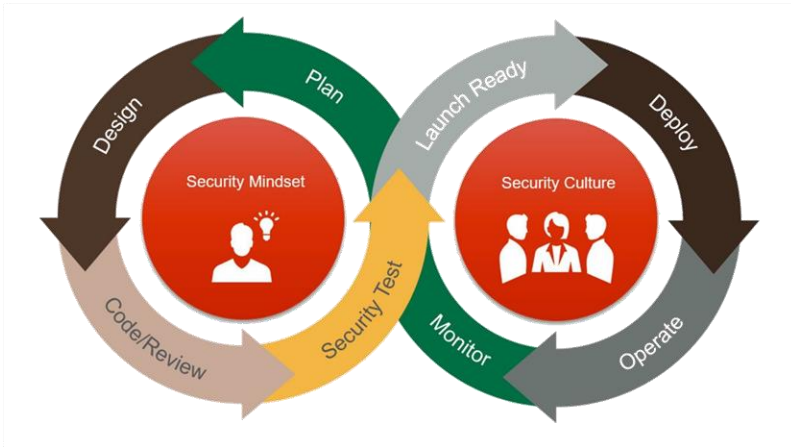 Plan
Design
Code/Review
Security Test
Launch Ready
Deploy
Operate
Monitor
Security Mindset
Security Culture